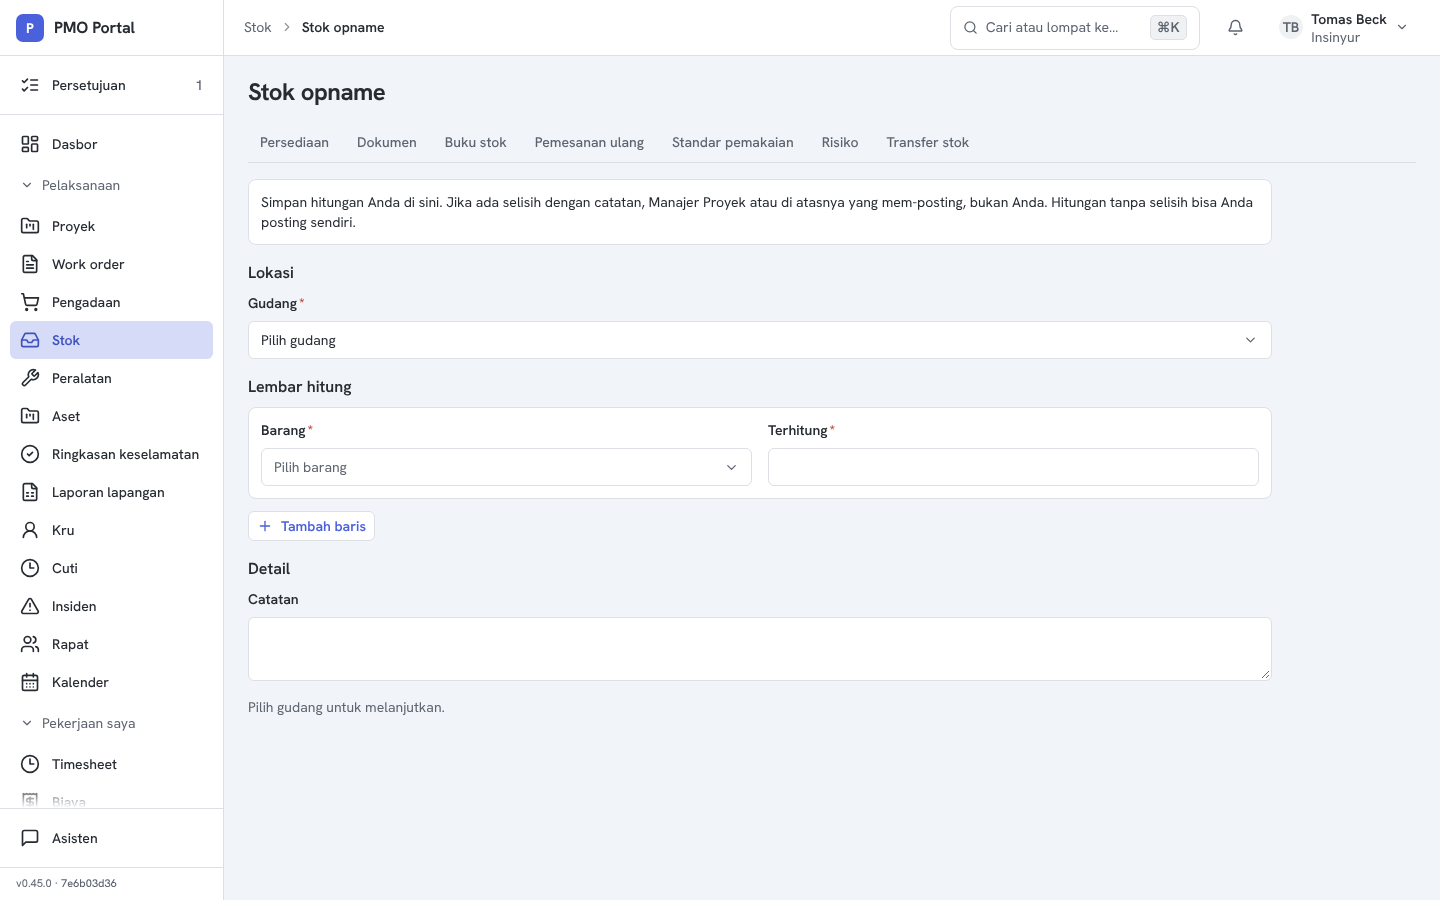 P PMO Portal
Stok > Stok opname
Cari atau lompat ke...
⌘K
TB
Tomas Beck
Insinyur
Persetujuan 1
Dasbor
Pelaksanaan
Proyek
Work order
Pengadaan
Stok
Peralatan
Aset
Ringkasan keselamatan
Laporan lapangan
Kru
Cuti
Insiden
Rapat
Kalender
Pekerjaan saya
Timesheet
Biaya
Asisten
v0.45.0 · 7e6b03d36
Stok opname
Persediaan Dokumen Buku stok Pemesanan ulang Standar pemakaian Risiko Transfer stok
Simpan hitungan Anda di sini. Jika ada selisih dengan catatan, Manajer Proyek atau di atasnya yang mem-posting, bukan Anda. Hitungan tanpa selisih bisa Anda
posting sendiri.
Lokasi
Gudang*
Pilih gudang
Lembar hitung
Barang* Terhitung*
Pilih barang
+ Tambah baris
Detail
Catatan
Pilih gudang untuk melanjutkan.